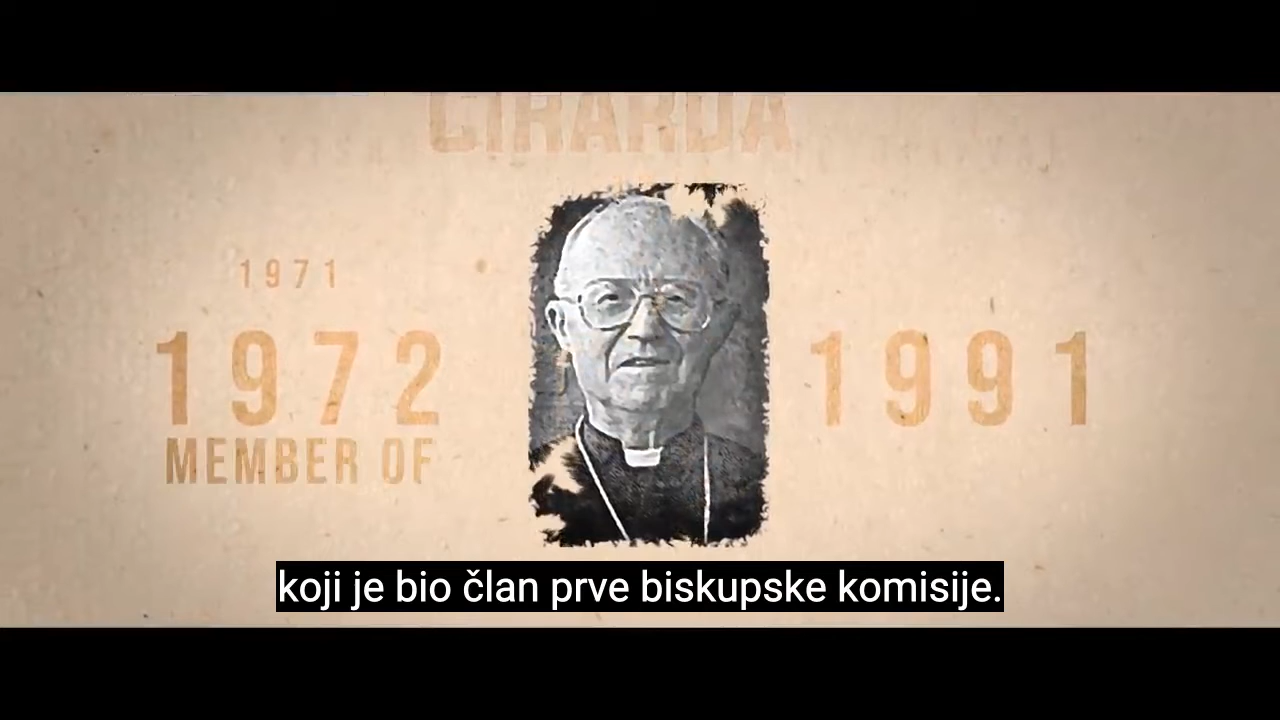 CIRARDA
1971
1972
1991
MEMBER OF
koji je bio član prve biskupske komisije.